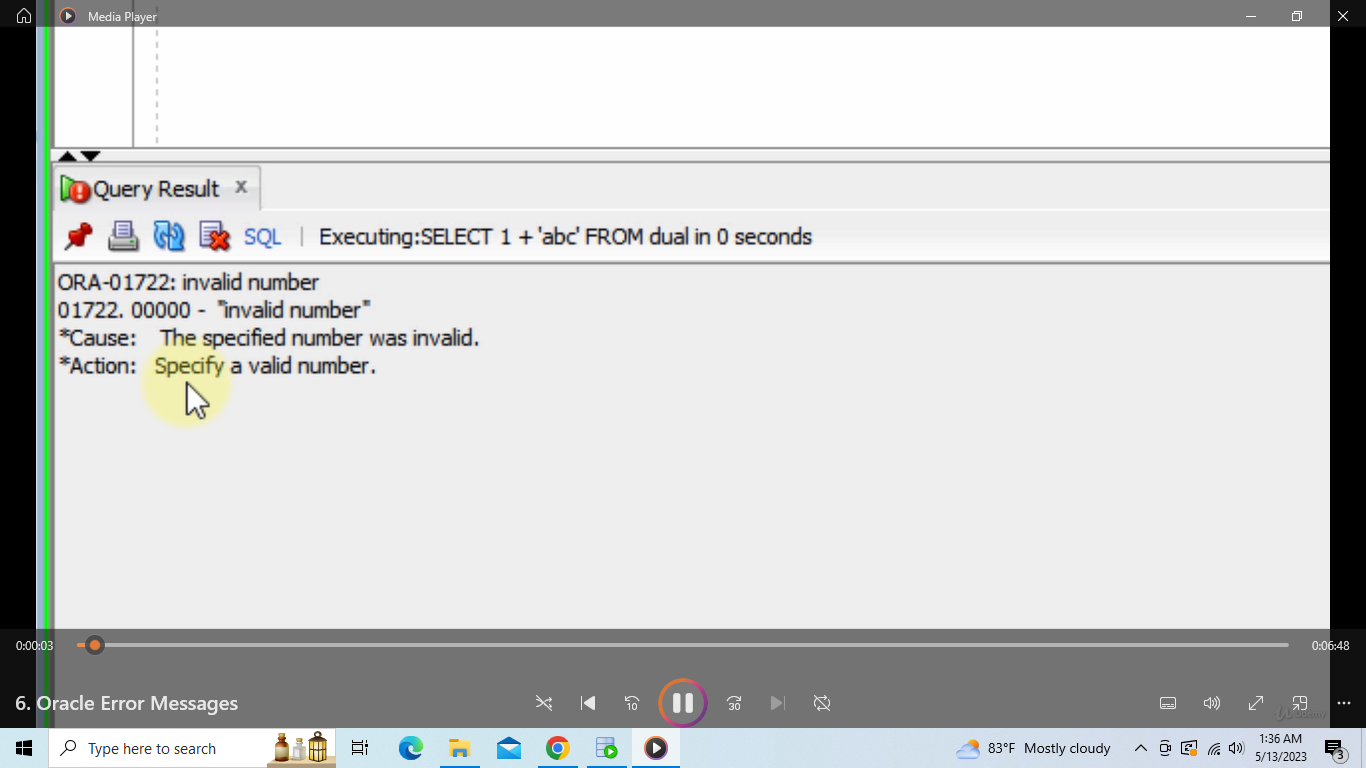 Media Player
Query Result x
SQL | Executing:SELECT 1 + 'abc' FROM dual in 0 seconds
ORA-01722: invalid number
01722. 00000 - "invalid number"
*Cause: The specified number was invalid.
*Action: Specify a valid number.
0:00:03
0:06:48
6. Oracle Error Messages
10
30
Udemy
Type here to search
83°F Mostly cloudy
1:36 AM
5/13/2023
3